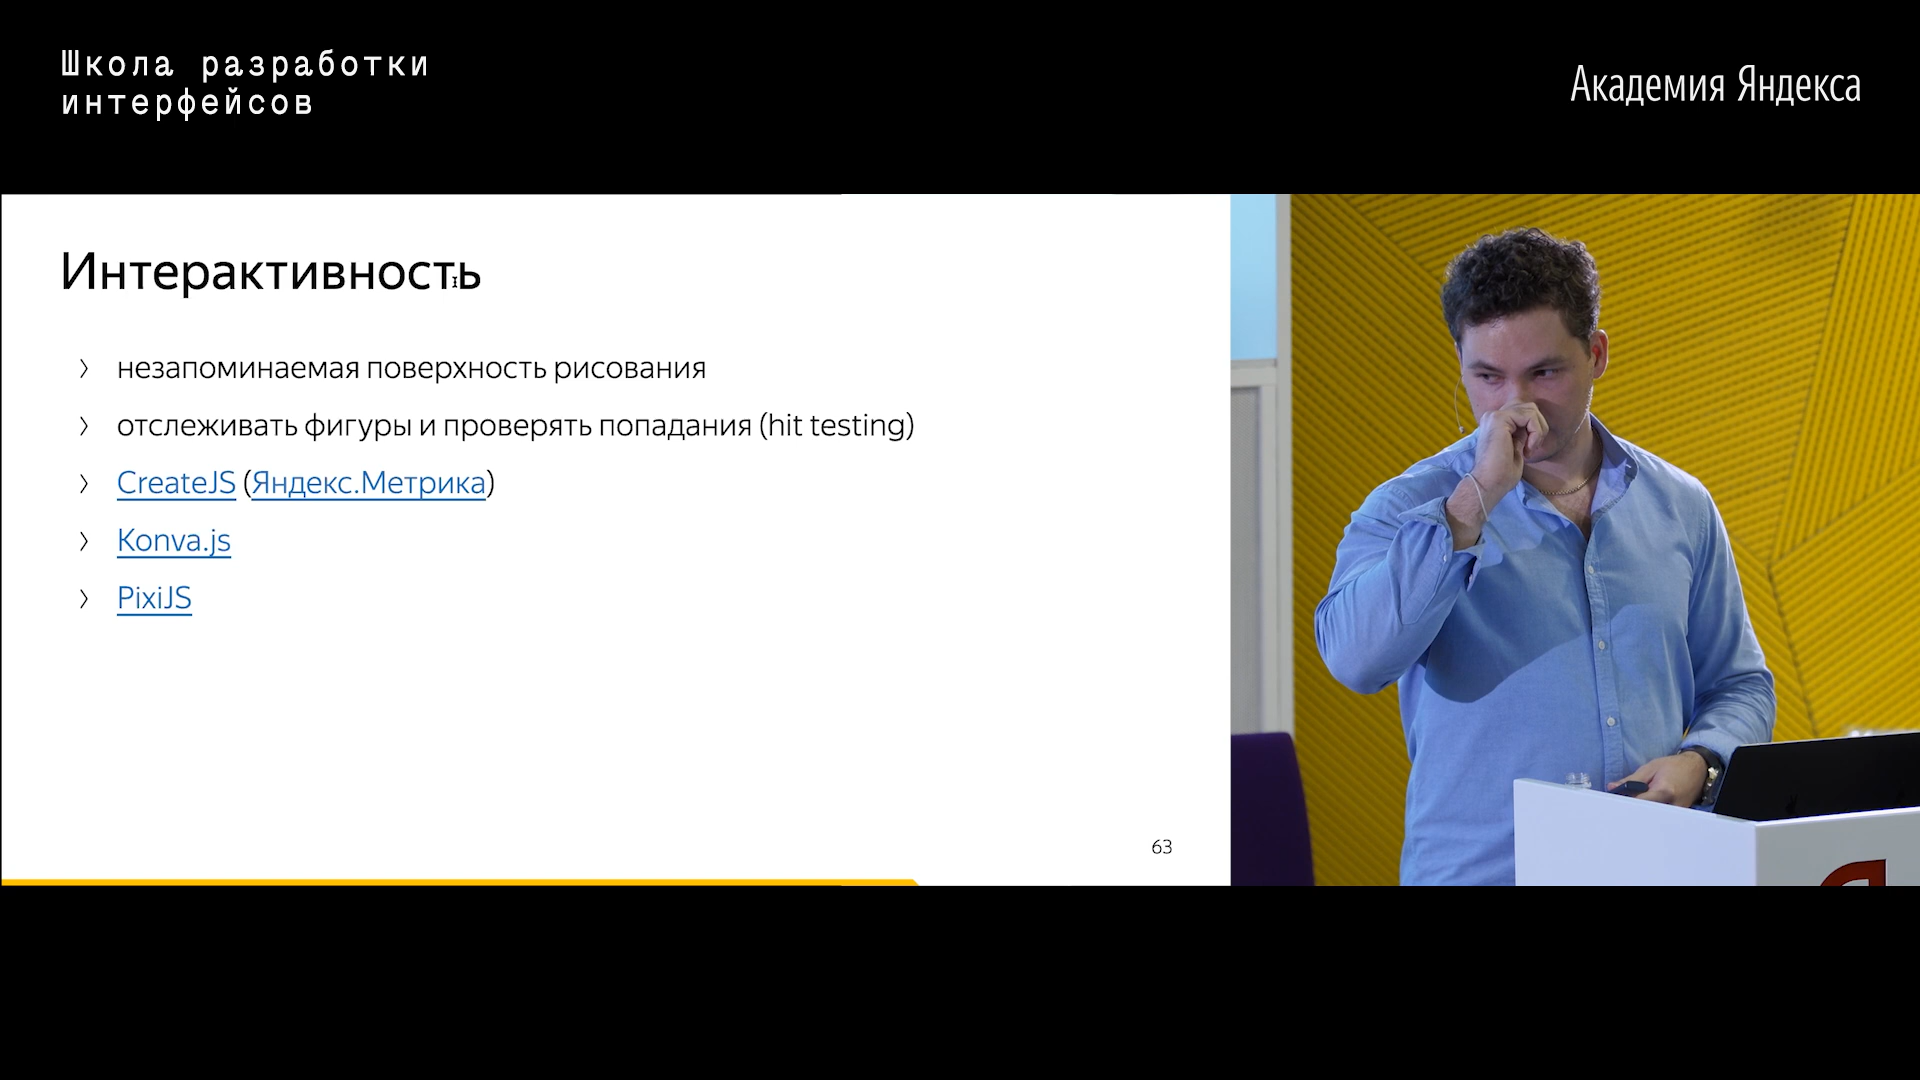 Школа разработки
интерфейсов
Академия Яндекса
Интерактивность
незапоминаемая поверхность рисования
отслеживать фигуры и проверять попадания (hit testing)
CreateJS (Яндекс.Метрика)
Konva.js
PixiJS
63